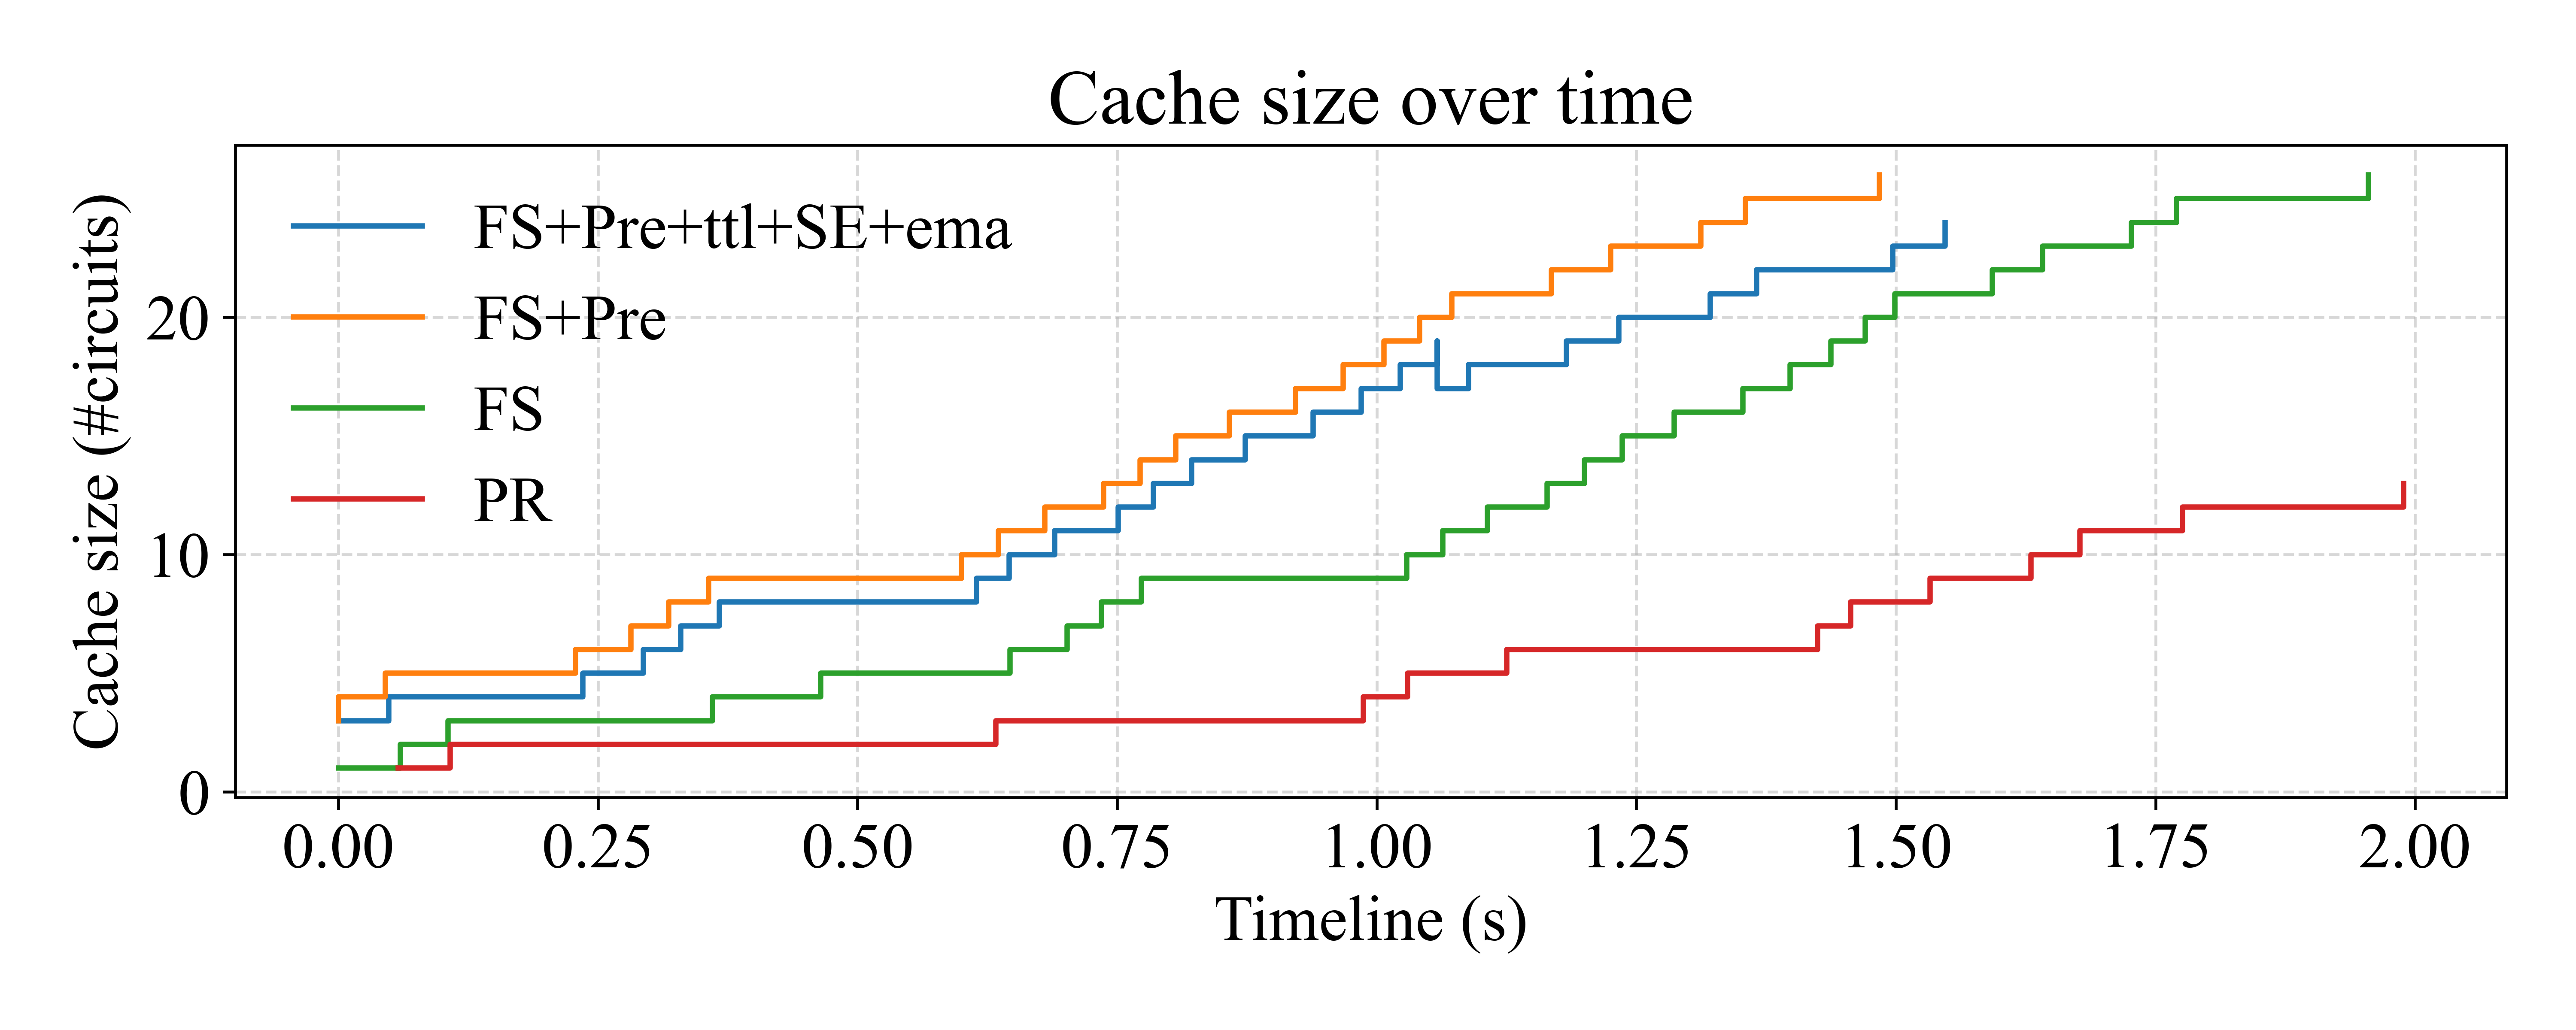 Cache size over time
Cache size (#circuits)
20
10
0
FS+Pre+ttl+SE+ema
FS+Pre
FS
PR
0.00 0.25 0.50 0.75 1.00 1.25 1.50 1.75 2.00
Timeline (s)